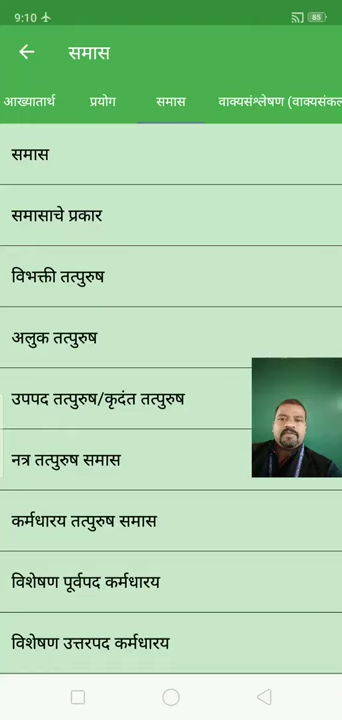 9:10
85
समास
आख्यातार्थ प्रयोग समास वाक्यसंश्लेषण (वाक्यसंकल
समास
समासाचे प्रकार
विभक्ती तत्पुरुष
अलुक तत्पुरुष
उपपद तत्पुरुष/कृदंत तत्पुरुष
नत्र तत्पुरुष समास
कर्मधारय तत्पुरुष समास
विशेषण पूर्वपद कर्मधारय
विशेषण उत्तरपद कर्मधारय